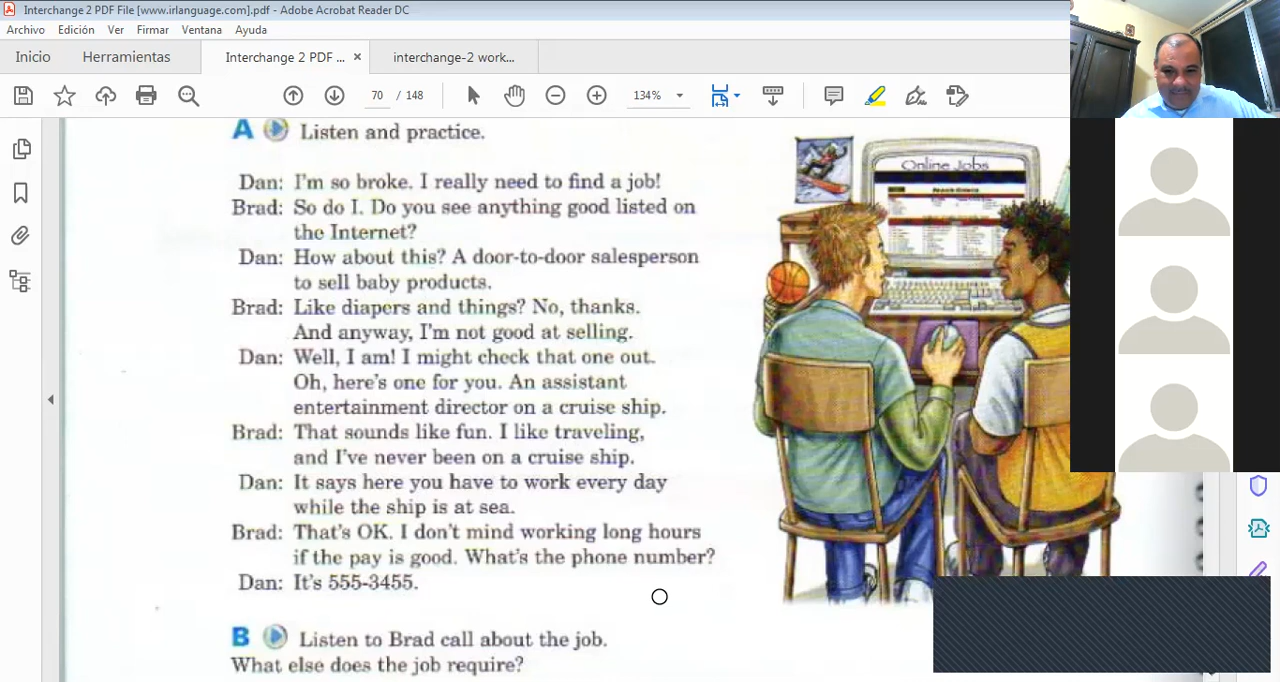 Interchange 2 PDF File [www.irlanguage.com].pdf - Adobe Acrobat Reader DC
Archivo Edición Ver Firmar Ventana Ayuda
Inicio Herramientas Interchange 2 PDF ... × interchange-2 work...
70 / 148 134%
A Listen and practice.
Dan: I'm so broke. I really need to find a job!
Brad: So do I. Do you see anything good listed on
the Internet?
Dan: How about this? A door-to-door salesperson
to sell baby products.
Brad: Like diapers and things? No, thanks.
And anyway, I'm not good at selling.
Dan: Well, I am! I might check that one out.
Oh, here's one for you. An assistant
entertainment director on a cruise ship.
Brad: That sounds like fun. I like traveling,
and I've never been on a cruise ship.
Dan: It says here you have to work every day
while the ship is at sea.
Brad: That's OK. I don't mind working long hours
if the pay is good. What's the phone number?
Dan: It's 555-3455.
B Listen to Brad call about the job.
What else does the job require?
Online Jobs